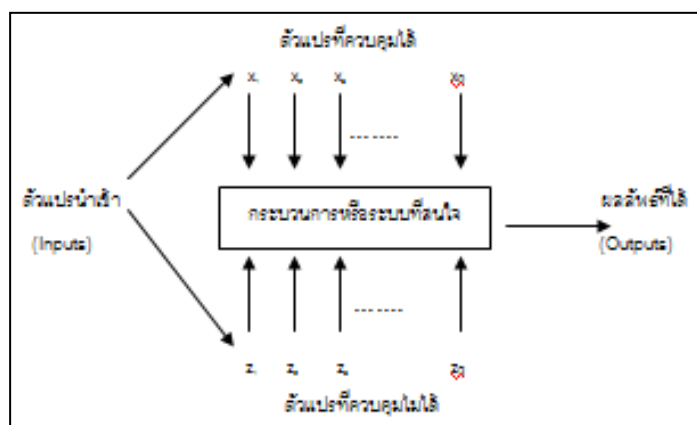 ตัวแปรที่ควบคุมได้
x x x x
ตัวแปรนำเข้า
(Inputs)
กระบวนการหรือระบบที่สนใจ
ผลลัพธ์ที่ได้
(Outputs)
z z z z
ตัวแปรที่ควบคุมไม่ได้